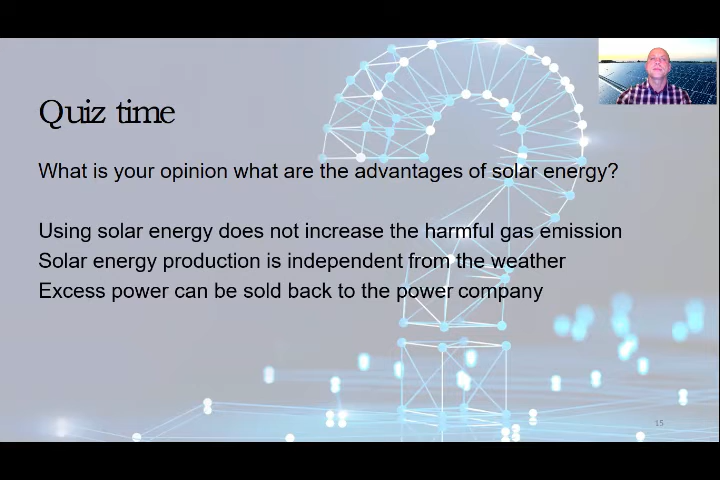 Quiz time
What is your opinion what are the advantages of solar energy?
Using solar energy does not increase the harmful gas emission
Solar energy production is independent from the weather
Excess power can be sold back to the power company
15